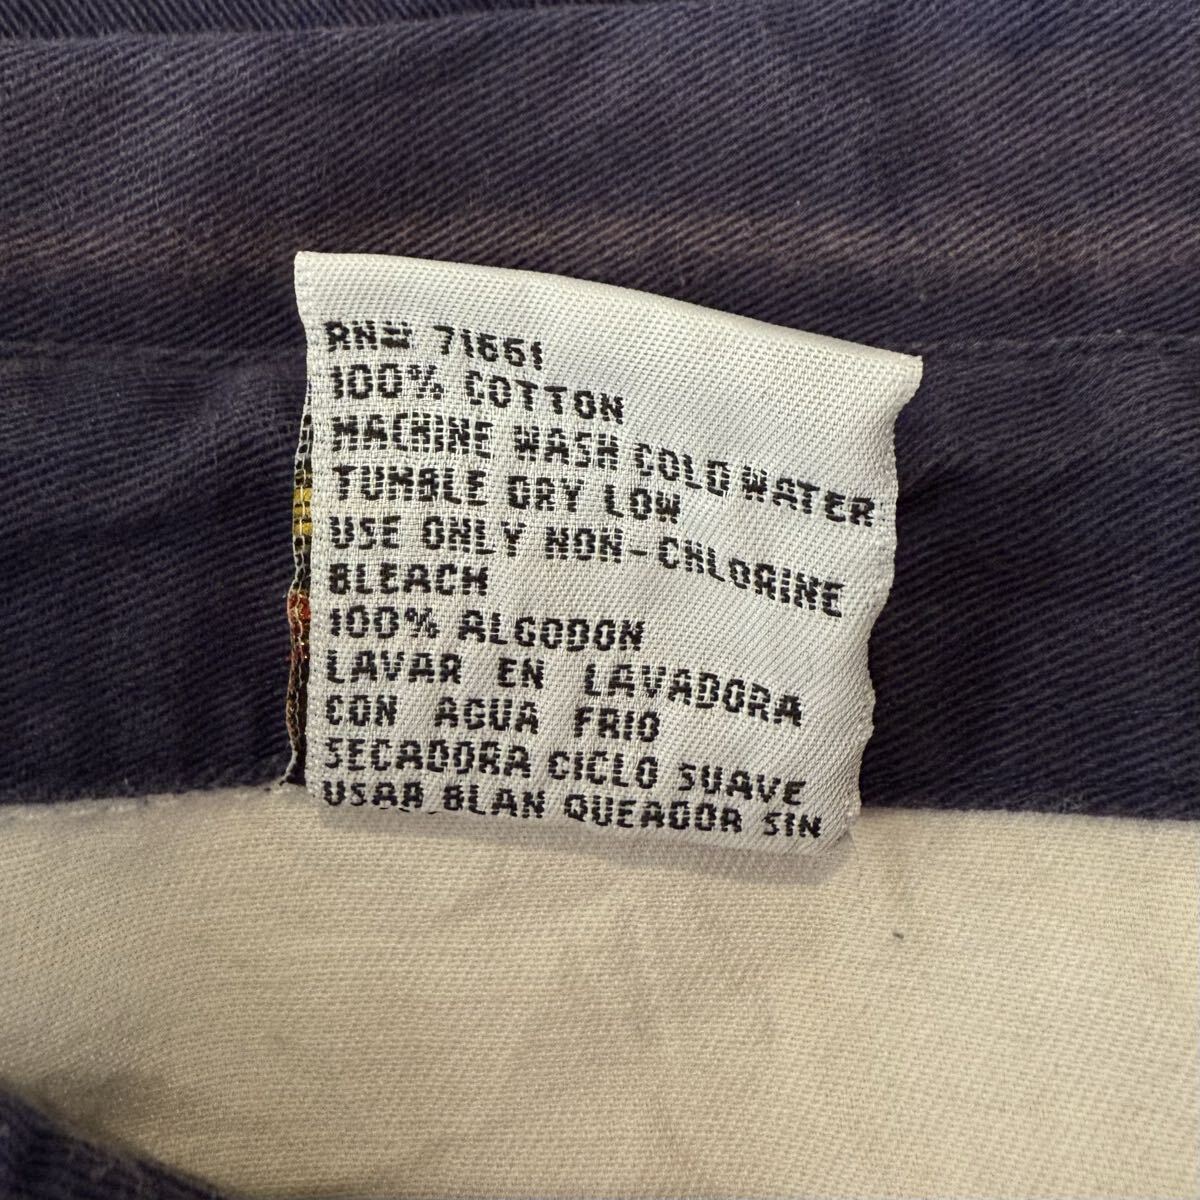 RN# 71661
100% COTTON
MACHINE WASH COLD WATER
TUMBLE DRY LOW
USE ONLY NON-CHLORINE
BLEACH
100% ALGODON
LAVAR EN LAVADORA
CON AGUA FRIO
SECADORA CICLO SUAVE
USAR BLAN QUEADOR SIN